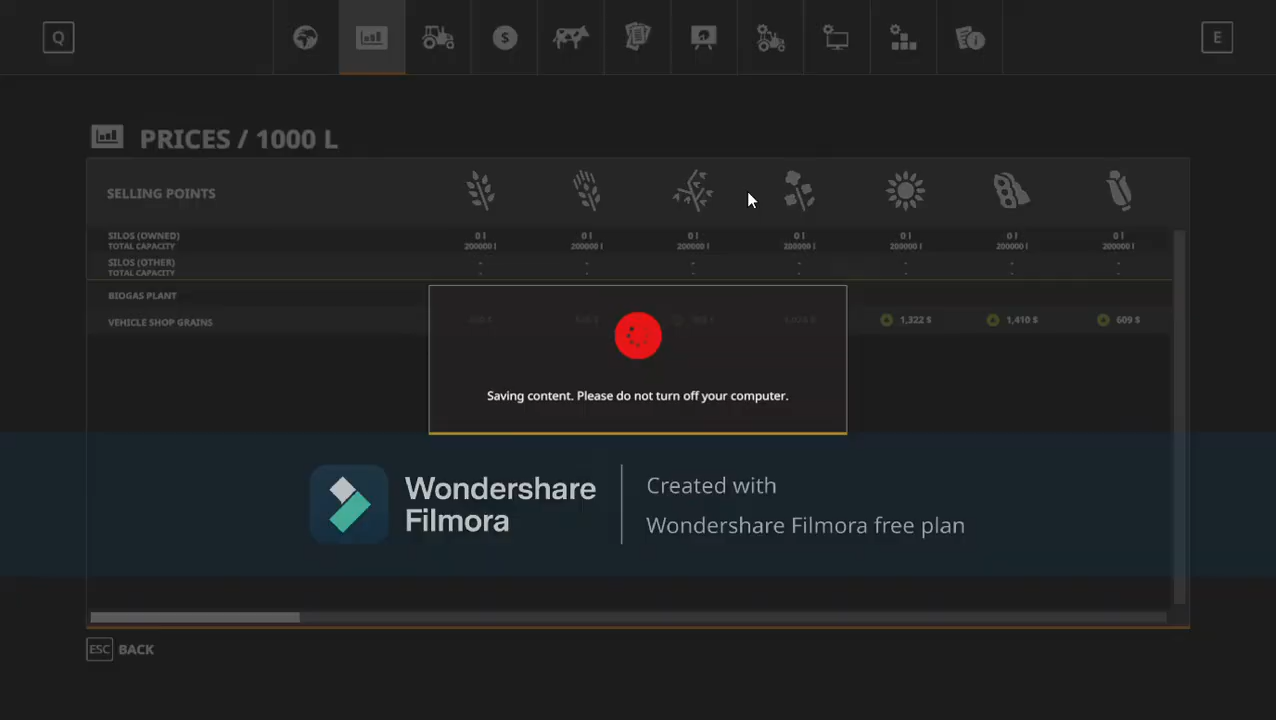 Q
$
E
PRICES / 1000 L
SELLING POINTS
SILOS (OWNED) 0 l 0 l 0 l 0 l 0 l 0 l 0 l
TOTAL CAPACITY 200000 l 200000 l 200000 l 200000 l 200000 l 200000 l 200000 l
SILOS (OTHER) - - - - - - -
TOTAL CAPACITY - - - - - - -
BIOGAS PLANT
VEHICLE SHOP GRAINS 1,322 $ 1,410 $ 609 $
Saving content. Please do not turn off your computer.
Wondershare
Filmora
Created with
Wondershare Filmora free plan
ESC BACK